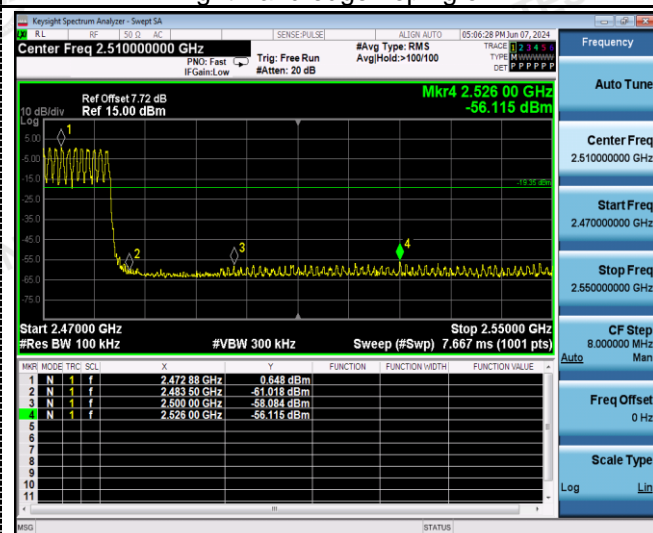 Keysight Spectrum Analyzer - Swept SA
RL RF 50 Ω AC SENSE:PULSE ALIGN AUTO 05:06:28 PM Jun 07, 2024
Center Freq 2.510000000 GHz
PNO: Fast
IFGain:Low
Trig: Free Run
#Atten: 20 dB
#Avg Type: RMS
Avg|Hold:>100/100
TRACE 1 2 3 4 5 6
TYPE M W W W W W
DET P P P P P P
Frequency
Mkr4 2.526 00 GHz
-56.115 dBm
Ref Offset 7.72 dB
10 dB/div Ref 15.00 dBm
Log
5.00
-5.00
-15.0
-25.0
-35.0
-45.0
-55.0
-65.0
-75.0
1
2
3
4
-19.35 dBm
Start 2.47000 GHz Stop 2.55000 GHz
#Res BW 100 kHz #VBW 300 kHz Sweep (#Swp) 7.667 ms (1001 pts)
MKR MODE TRC SCL X Y FUNCTION FUNCTION WIDTH FUNCTION VALUE
1 N 1 f 2.472 88 GHz 0.648 dBm
2 N 1 f 2.483 50 GHz -61.018 dBm
3 N 1 f 2.500 00 GHz -58.084 dBm
4 N 1 f 2.526 00 GHz -56.115 dBm
5
6
7
8
9
10
11
MSG STATUS
Auto Tune
Center Freq
2.510000000 GHz
Start Freq
2.470000000 GHz
Stop Freq
2.550000000 GHz
CF Step
8.000000 MHz
Auto Man
Freq Offset
0 Hz
Scale Type
Log Lin